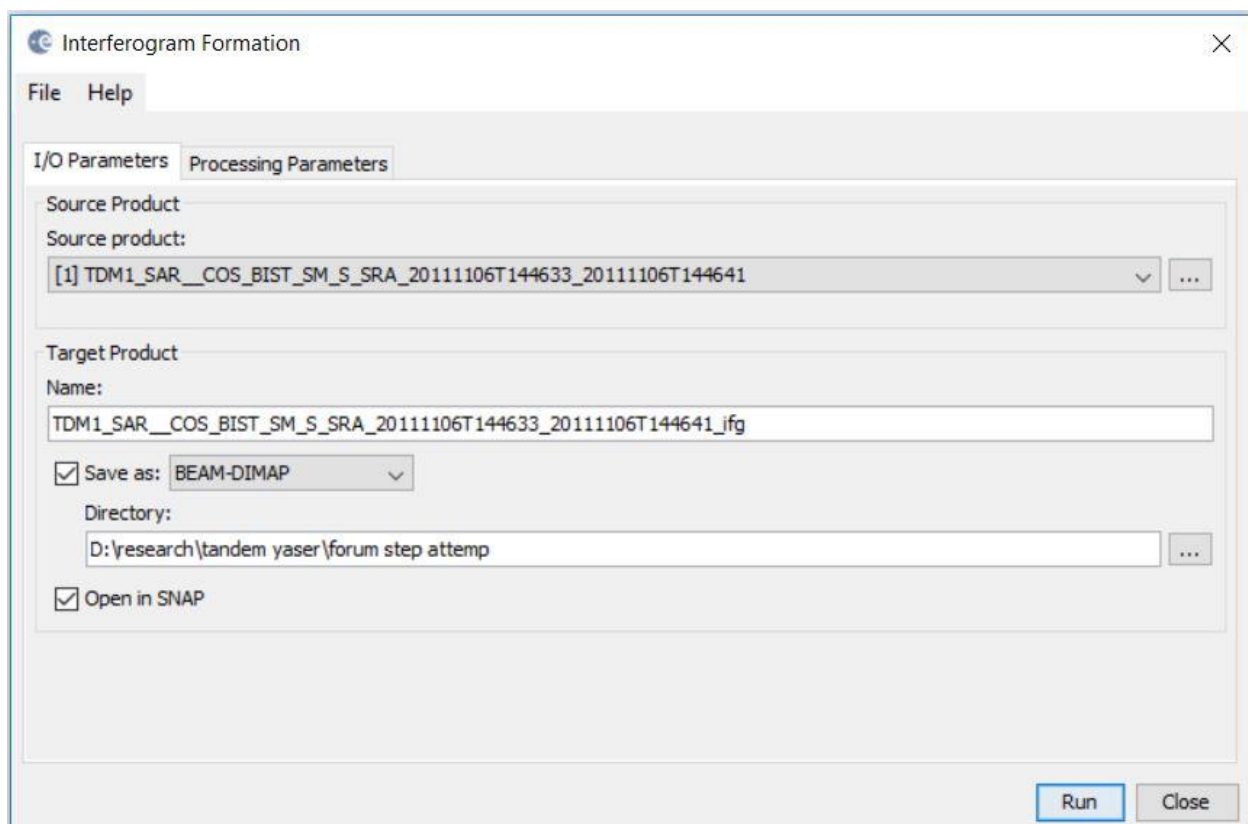 Interferogram Formation
File Help
I/O Parameters Processing Parameters
Source Product
Source product:
[1] TDM1_SAR__COS_BIST_SM_S_SRA_20111106T144633_20111106T144641
...
Target Product
Name:
TDM1_SAR__COS_BIST_SM_S_SRA_20111106T144633_20111106T144641_ifg
Save as: BEAM-DIMAP
Directory:
D:\research\tandem yaser\forum step attemp
...
Open in SNAP
Run Close